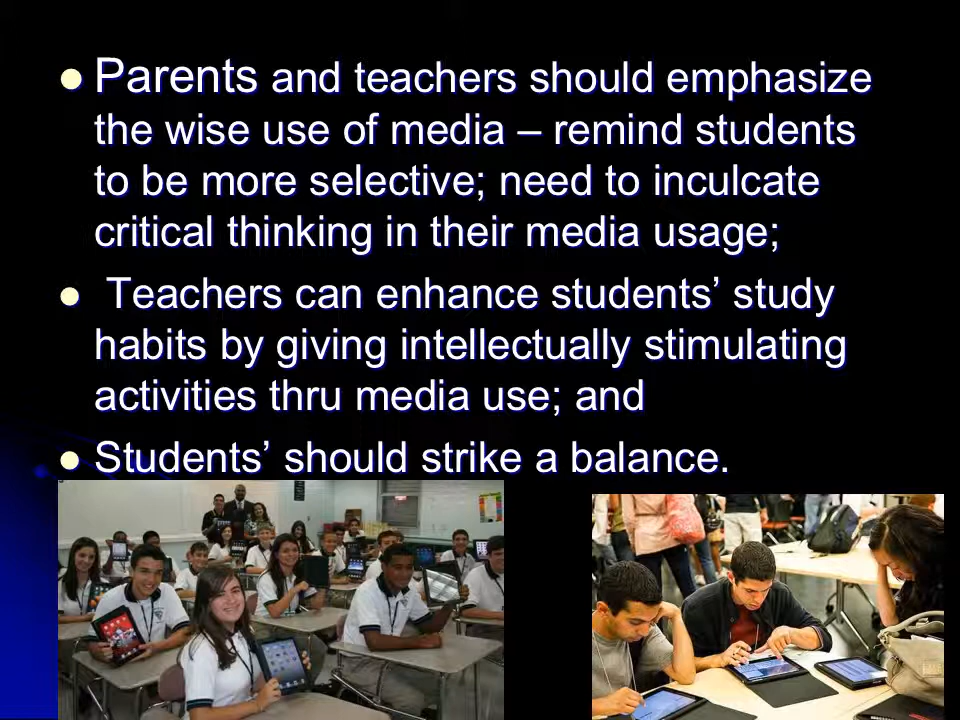 Parents and teachers should emphasize
the wise use of media – remind students
to be more selective; need to inculcate
critical thinking in their media usage;
Teachers can enhance students’ study
habits by giving intellectually stimulating
activities thru media use; and
Students’ should strike a balance.